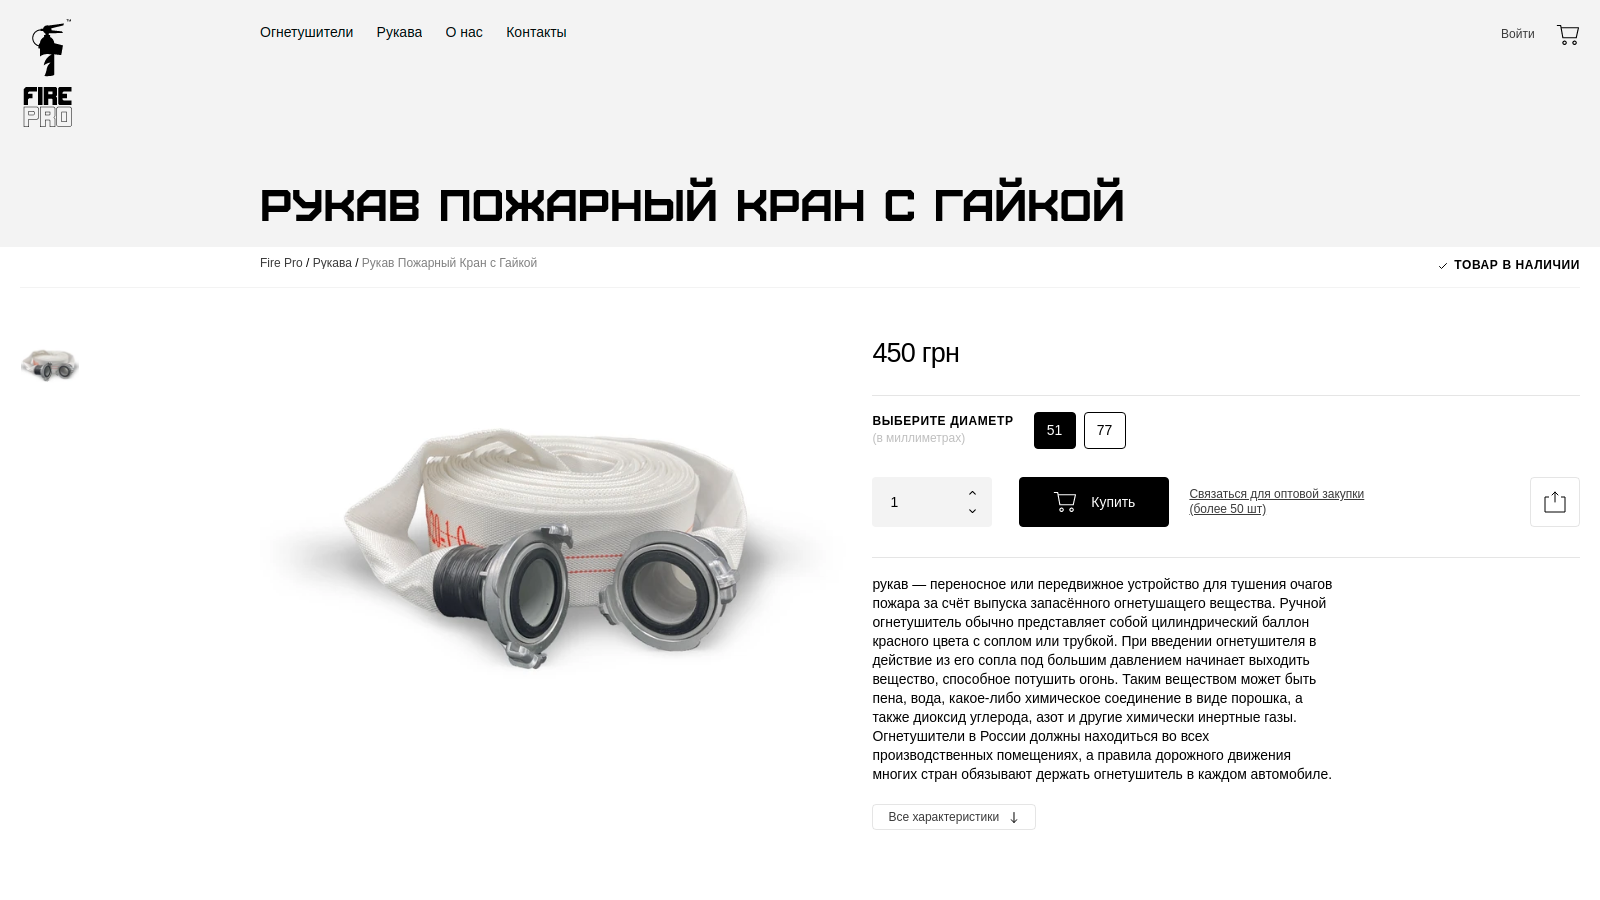 TM
FIRE
PRO
Огнетушители Рукава О нас Контакты
Войти
РУКАВ ПОЖАРНЫЙ КРАН С ГАЙКОЙ
Fire Pro / Рукава / Рукав Пожарный Кран с Гайкой
ТОВАР В НАЛИЧИИ
450 грн
ВЫБЕРИТЕ ДИАМЕТР
(в миллиметрах)
51 77
1
Купить
Связаться для оптовой закупки
(более 50 шт)
рукав — переносное или передвижное устройство для тушения очагов
пожара за счёт выпуска запасённого огнетушащего вещества. Ручной
огнетушитель обычно представляет собой цилиндрический баллон
красного цвета с соплом или трубкой. При введении огнетушителя в
действие из его сопла под большим давлением начинает выходить
вещество, способное потушить огонь. Таким веществом может быть
пена, вода, какое-либо химическое соединение в виде порошка, а
также диоксид углерода, азот и другие химически инертные газы.
Огнетушители в России должны находиться во всех
производственных помещениях, а правила дорожного движения
многих стран обязывают держать огнетушитель в каждом автомобиле.
Все характеристики